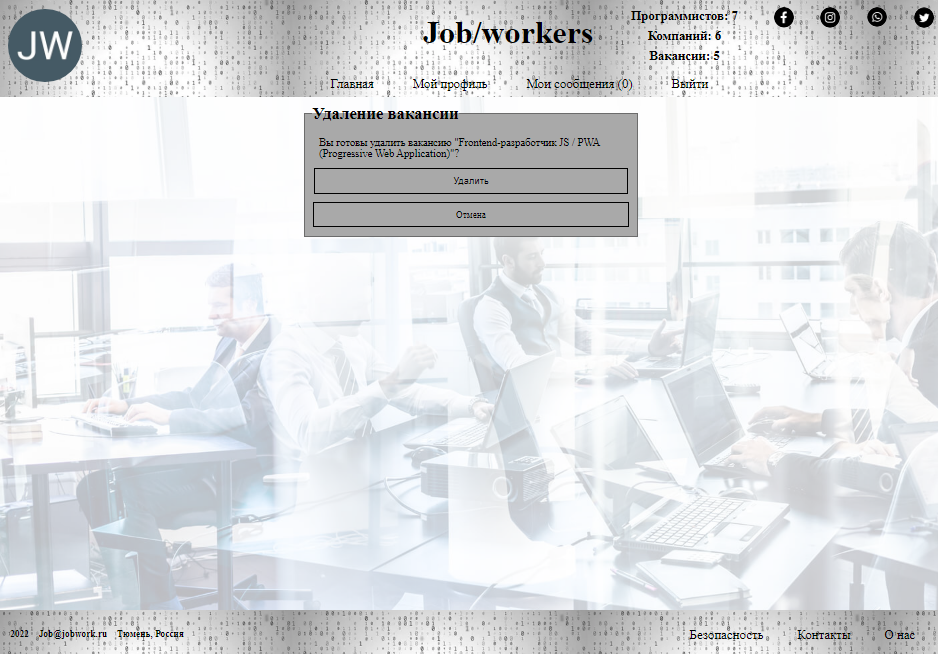 JW
Job/workers
Программистов: 7
Компаний: 6
Вакансии: 5
Главная Мой профиль Мои сообщения (0) Выйти
Удаление вакансии
Вы готовы удалить вакансию "Frontend-разработчик JS / PWA
(Progressive Web Application)"?
Удалить
Отмена
2022 Job@jobwork.ru Тюмень, Россия
Безопасность Контакты О нас